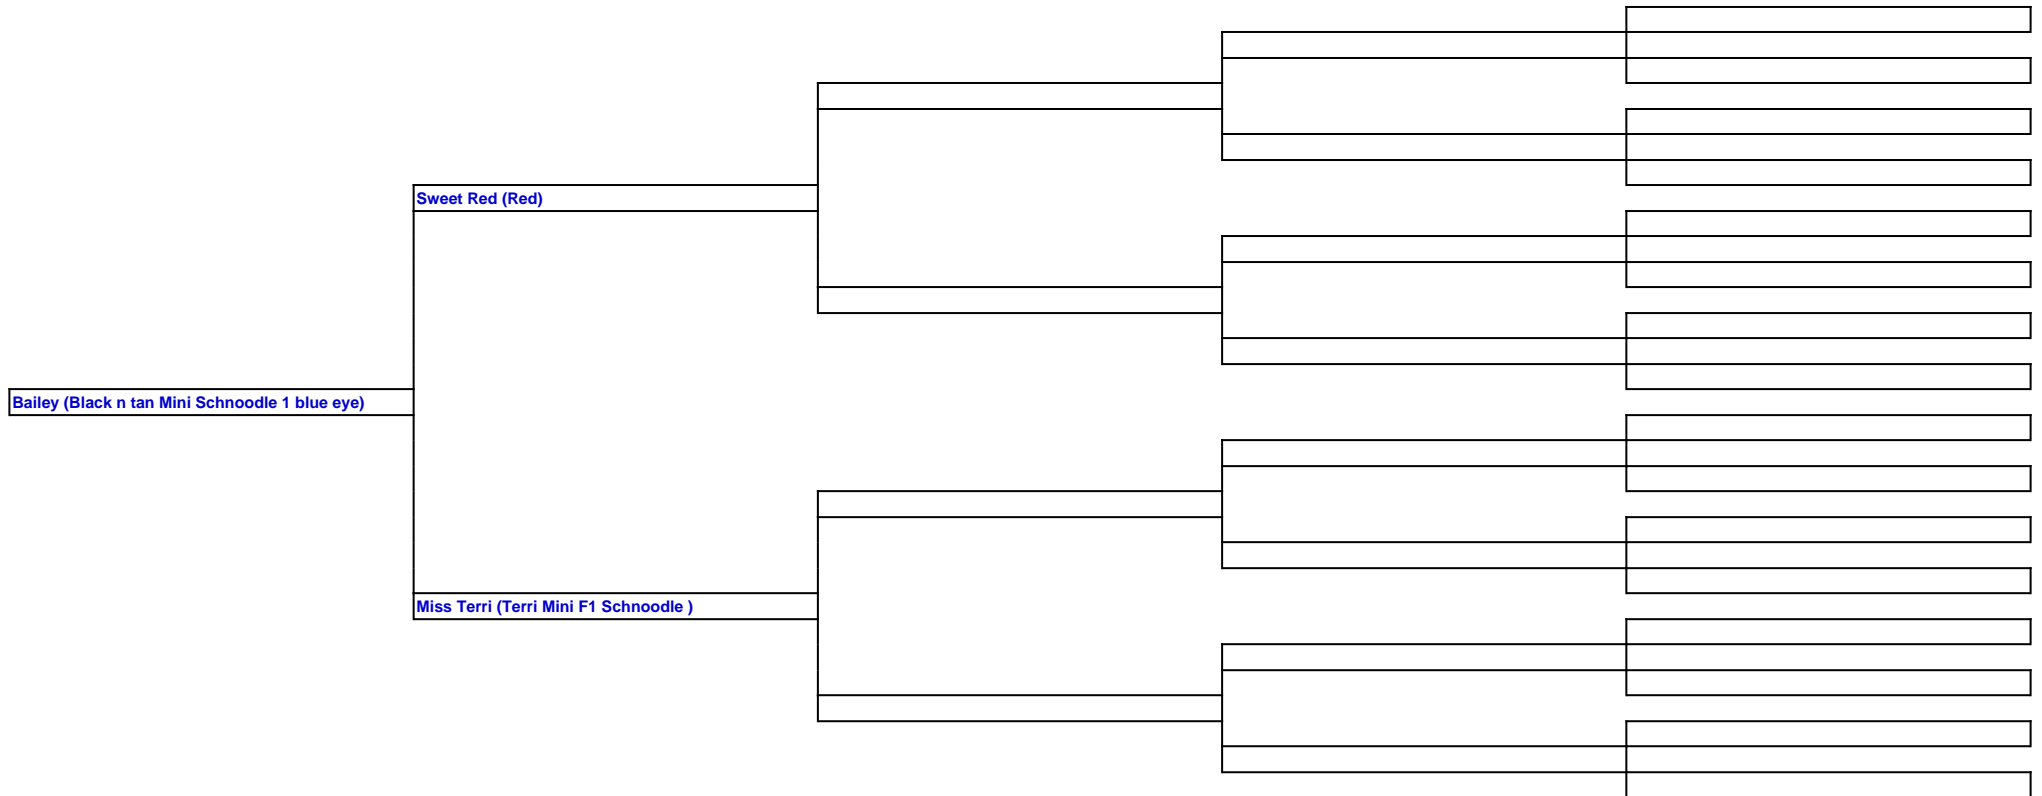 Sweet Red (Red)
Bailey (Black n tan Mini Schnoodle 1 blue eye)
Miss Terri (Terri Mini F1 Schnoodle )